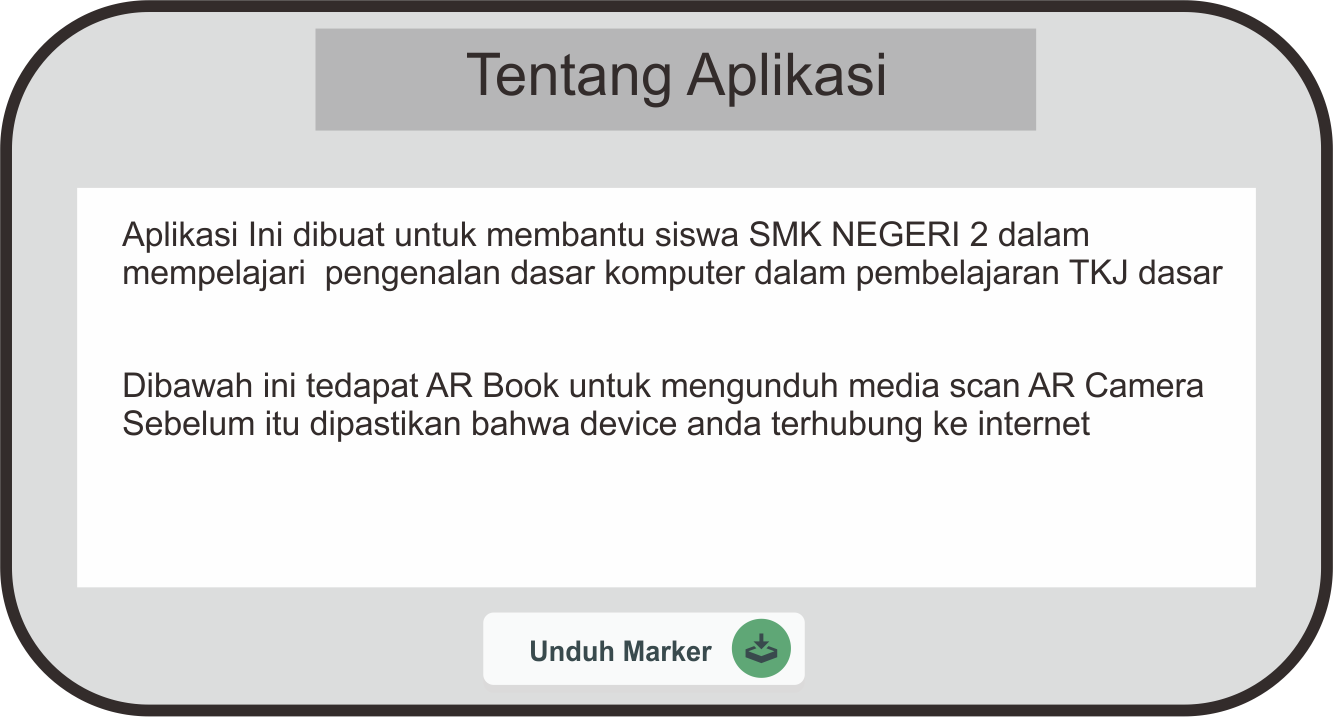 Tentang Aplikasi
Aplikasi Ini dibuat untuk membantu siswa SMK NEGERI 2 dalam
mempelajari  pengenalan dasar komputer dalam pembelajaran TKJ dasar
Dibawah ini tedapat AR Book untuk mengunduh media scan AR Camera
Sebelum itu dipastikan bahwa device anda terhubung ke internet
Unduh Marker